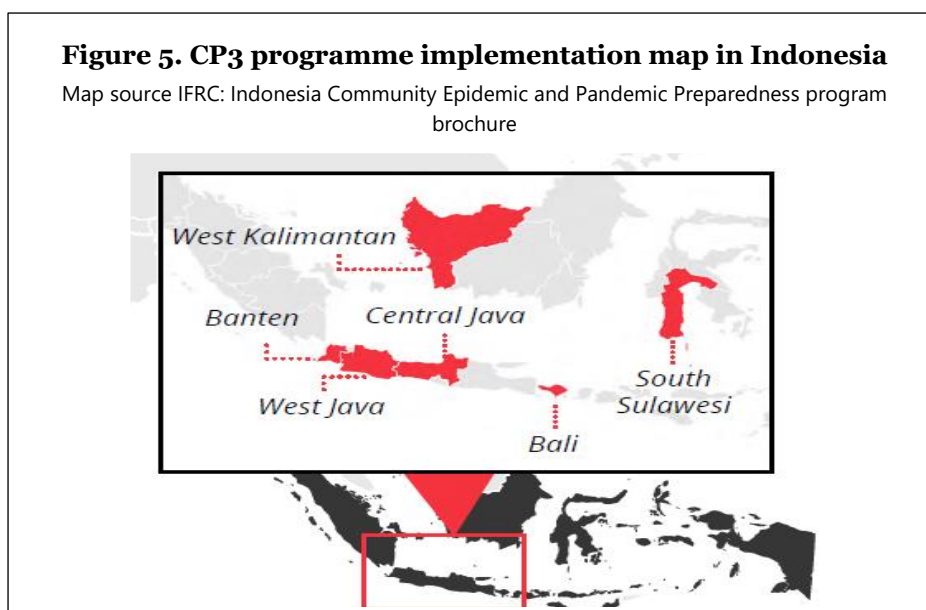 Figure 5. CP3 programme implementation map in Indonesia
Map source IFRC: Indonesia Community Epidemic and Pandemic Preparedness program
brochure
West Kalimantan
Banten
Central Java
West Java
South
Sulawesi
Bali